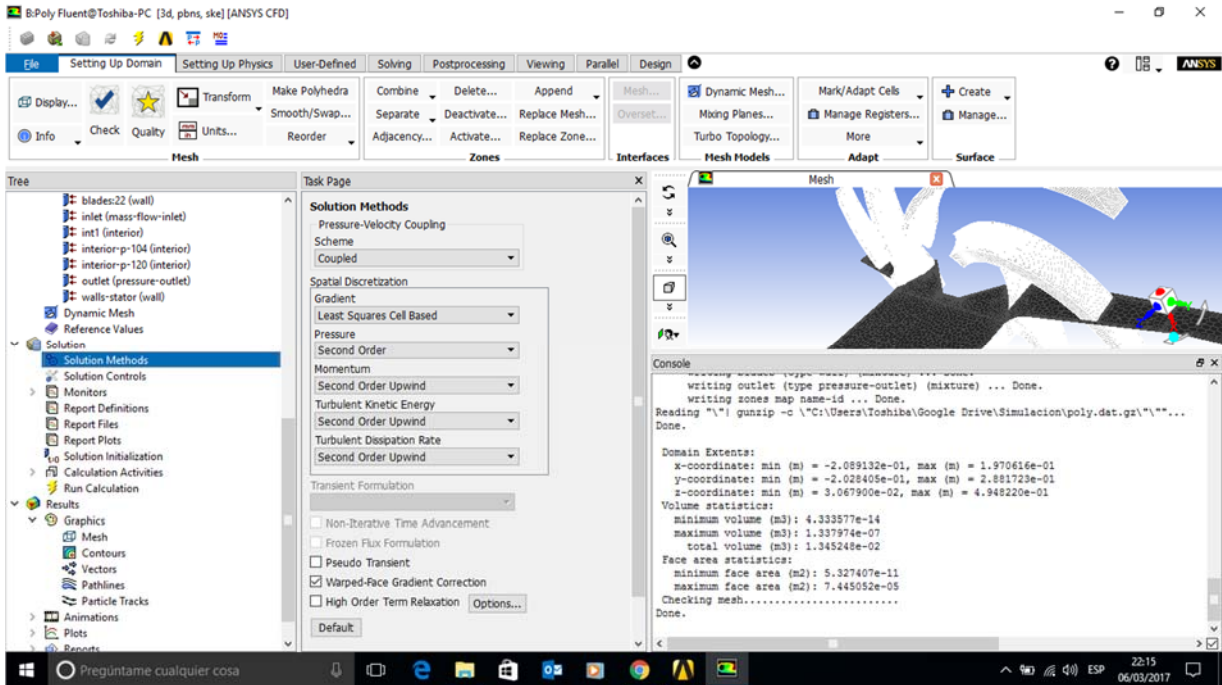 B:Poly Fluent@Toshiba-PC [3d, pbns, ske] [ANSYS CFD]
File Setting Up Domain Setting Up Physics User-Defined Solving Postprocessing Viewing Parallel Design
ANSYS
Display...
Info
Check
Quality
Transform
Units...
Make Polyhedra
Smooth/Swap...
Reorder
Mesh
Combine Delete... Append
Separate Deactivate... Replace Mesh...
Adjacency... Activate... Replace Zone...
Zones
Mesh...
Overset...
Interfaces
Dynamic Mesh...
Mixing Planes...
Turbo Topology...
Mesh Models
Mark/Adapt Cells
Manage Registers...
More
Adapt
Create
Manage...
Surface
Tree
blades:22 (wall)
inlet (mass-flow-inlet)
int1 (interior)
interior-p-104 (interior)
interior-p-120 (interior)
outlet (pressure-outlet)
walls-stator (wall)
Dynamic Mesh
Reference Values
Solution
Solution Methods
Solution Controls
Monitors
Report Definitions
Report Files
Report Plots
Solution Initialization
Calculation Activities
Run Calculation
Results
Graphics
Mesh
Contours
Vectors
Pathlines
Particle Tracks
Animations
Plots
Reports
Task Page
Solution Methods
Pressure-Velocity Coupling
Scheme
Coupled
Spatial Discretization
Gradient
Least Squares Cell Based
Pressure
Second Order
Momentum
Second Order Upwind
Turbulent Kinetic Energy
Second Order Upwind
Turbulent Dissipation Rate
Second Order Upwind
Transient Formulation
Non-Iterative Time Advancement
Frozen Flux Formulation
Pseudo Transient
Warped-Face Gradient Correction
High Order Term Relaxation Options...
Default
Mesh
Console
writing blades (type wall) (mixture) ... Done.
writing outlet (type pressure-outlet) (mixture) ... Done.
writing zones map name-id ... Done.
Reading "\"| gunzip -c \"C:\Users\Toshiba\Google Drive\Simulacion\poly.dat.gz\"\""...
Done.
Domain Extents:
x-coordinate: min (m) = -2.089132e-01, max (m) = 1.970616e-01
y-coordinate: min (m) = -2.028405e-01, max (m) = 2.881723e-01
z-coordinate: min (m) = 3.067900e-02, max (m) = 4.948220e-01
Volume statistics:
minimum volume (m3): 4.333577e-14
maximum volume (m3): 1.337974e-07
total volume (m3): 1.345248e-02
Face area statistics:
minimum face area (m2): 5.327407e-11
maximum face area (m2): 7.445052e-05
Checking mesh.........................
Done.
Pregúntame cualquier cosa
ESP
22:15
06/03/2017